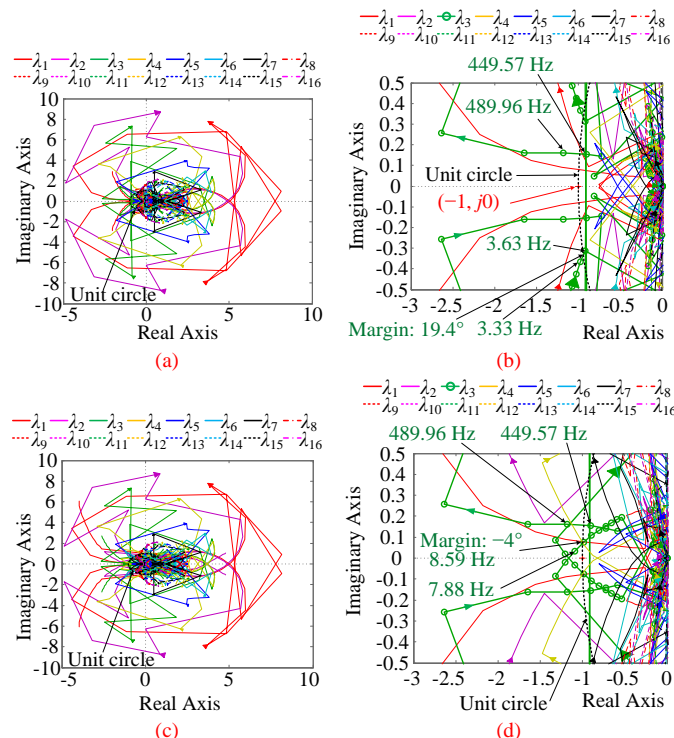 (a)
(b)
λ1 λ2 λ3 λ4 λ5 λ6 λ7 λ8
λ9 λ10 λ11 λ12 λ13 λ14 λ15 λ16
10
8
6
4
2
0
-2
-4
-6
-8
-10
Imaginary Axis
Unit circle
-5 0 5 10
Real Axis
(a)
λ1 λ2 λ3 λ4 λ5 λ6 λ7 λ8
λ9 λ10 λ11 λ12 λ13 λ14 λ15 λ16
449.57 Hz
489.96 Hz
Unit circle
(−1, j0)
3.63 Hz
0.5
0.4
0.3
0.2
0.1
0
-0.1
-0.2
-0.3
-0.4
-0.5
Imaginary Axis
-3 -2.5 -2 -1.5 -1 -0.5 0
Margin: 19.4° 3.33 Hz Real Axis
(b)
λ1 λ2 λ3 λ4 λ5 λ6 λ7 λ8
λ9 λ10 λ11 λ12 λ13 λ14 λ15 λ16
10
8
6
4
2
0
-2
-4
-6
-8
-10
Imaginary Axis
Unit circle
-5 0 5 10
Real Axis
(c)
λ1 λ2 λ3 λ4 λ5 λ6 λ7 λ8
λ9 λ10 λ11 λ12 λ13 λ14 λ15 λ16
489.96 Hz 449.57 Hz
Margin: −4°
8.59 Hz
7.88 Hz
0.5
0.4
0.3
0.2
0.1
0
-0.1
-0.2
-0.3
-0.4
-0.5
Imaginary Axis
-3 -2.5 -2 -1.5 -1 -0.5 0
Unit circle Real Axis
(d)